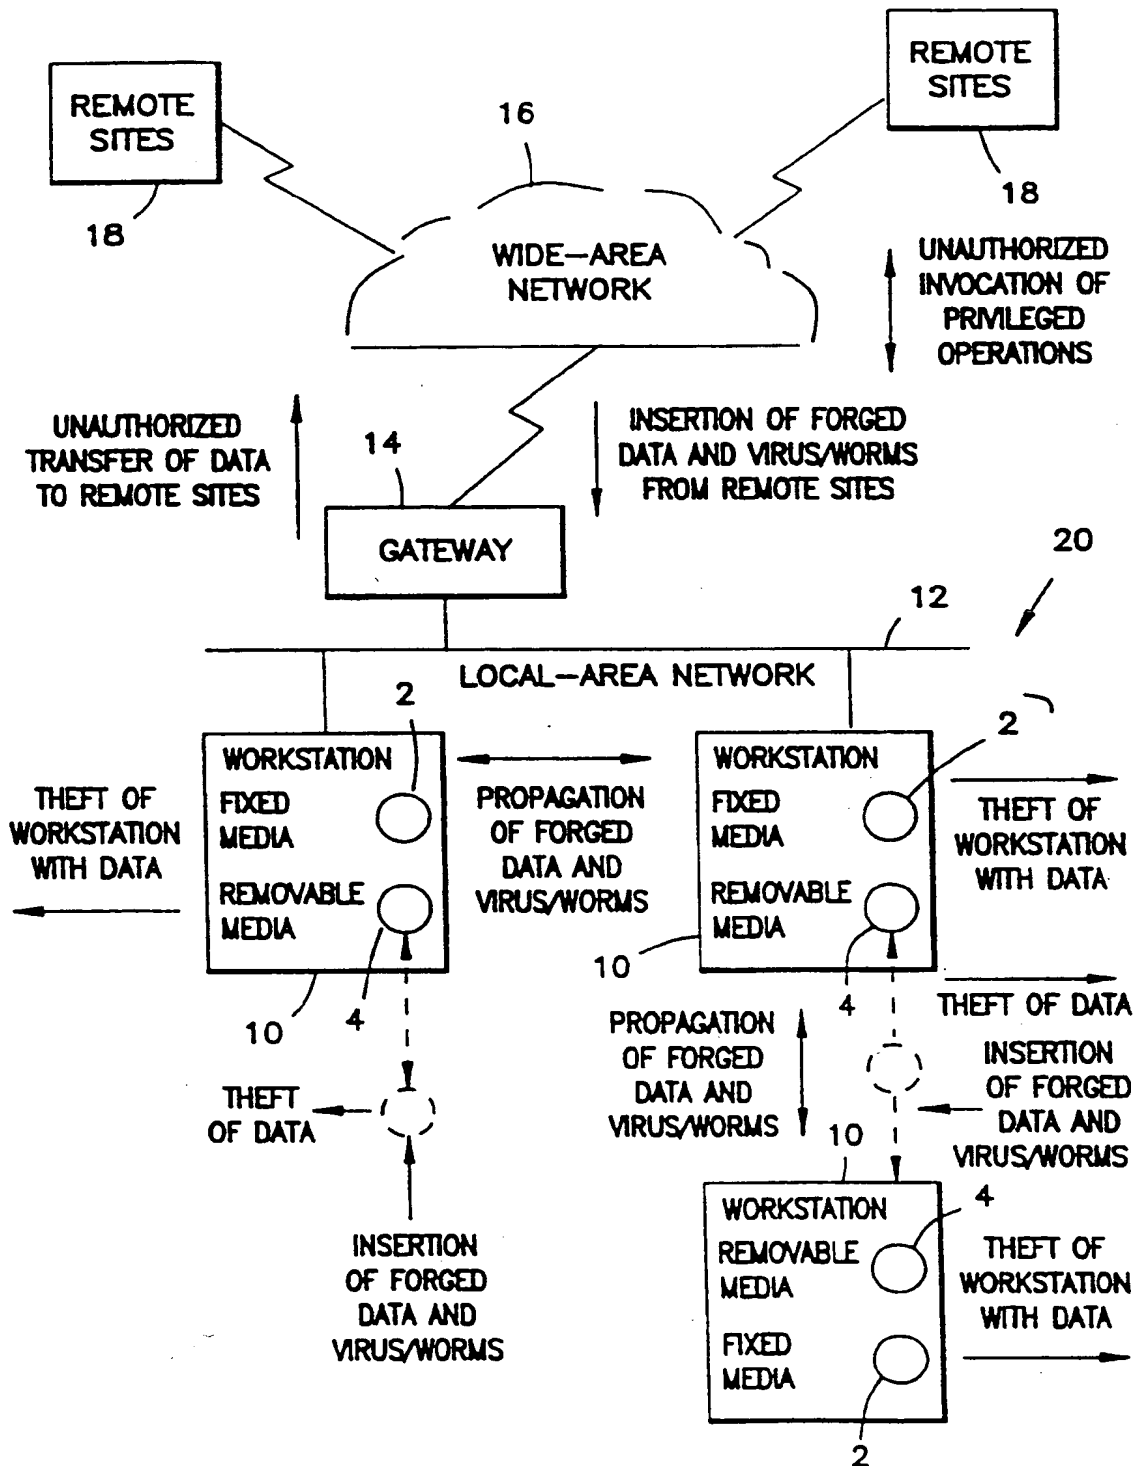 REMOTE
SITES
18
REMOTE
SITES
18
16
WIDE-AREA
NETWORK
UNAUTHORIZED
INVOCATION OF
PRIVILEGED
OPERATIONS
UNAUTHORIZED
TRANSFER OF DATA
TO REMOTE SITES
14
INSERTION OF FORGED
DATA AND VIRUS/WORMS
FROM REMOTE SITES
GATEWAY
20
12
LOCAL-AREA NETWORK
THEFT OF
WORKSTATION
WITH DATA
2
WORKSTATION
FIXED
MEDIA
REMOVABLE
MEDIA
10
4
PROPAGATION
OF FORGED
DATA AND
VIRUS/WORMS
2
WORKSTATION
FIXED
MEDIA
REMOVABLE
MEDIA
10
4
THEFT OF
WORKSTATION
WITH DATA
THEFT OF DATA
THEFT
OF DATA
INSERTION
OF FORGED
DATA AND
VIRUS/WORMS
PROPAGATION
OF FORGED
DATA AND
VIRUS/WORMS
INSERTION
OF FORGED
DATA AND
VIRUS/WORMS
10
WORKSTATION
4
REMOVABLE
MEDIA
FIXED
MEDIA
2
THEFT OF
WORKSTATION
WITH DATA